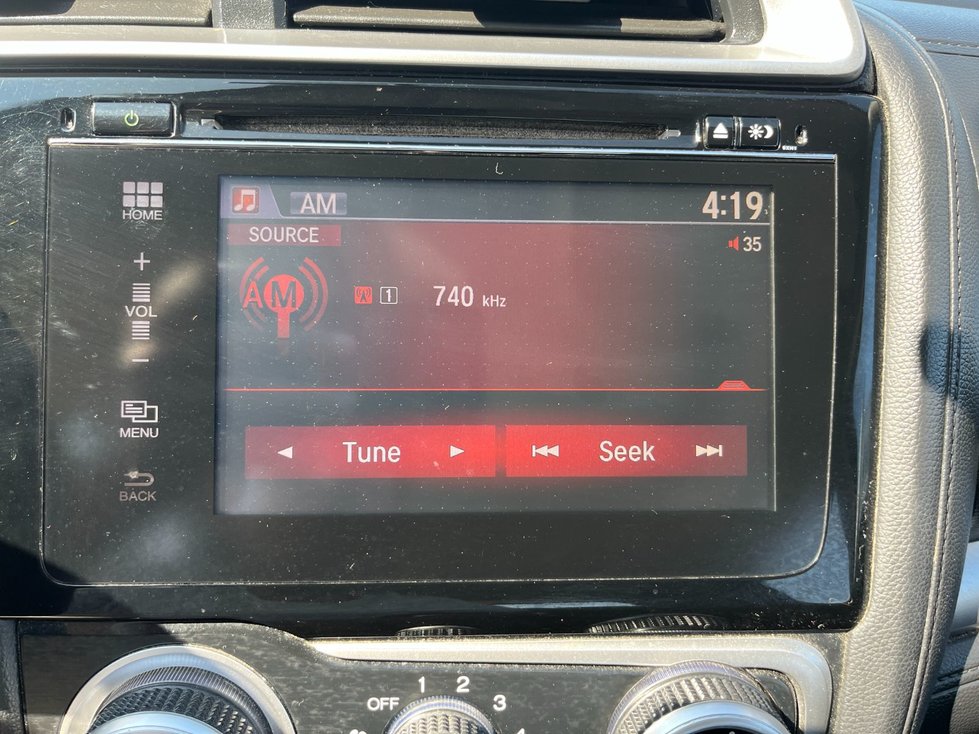 HOME
+
VOL
−
MENU
BACK
AM
4:19
SOURCE
35
AM
1
740 kHz
Tune
Seek
OFF 1 2 3